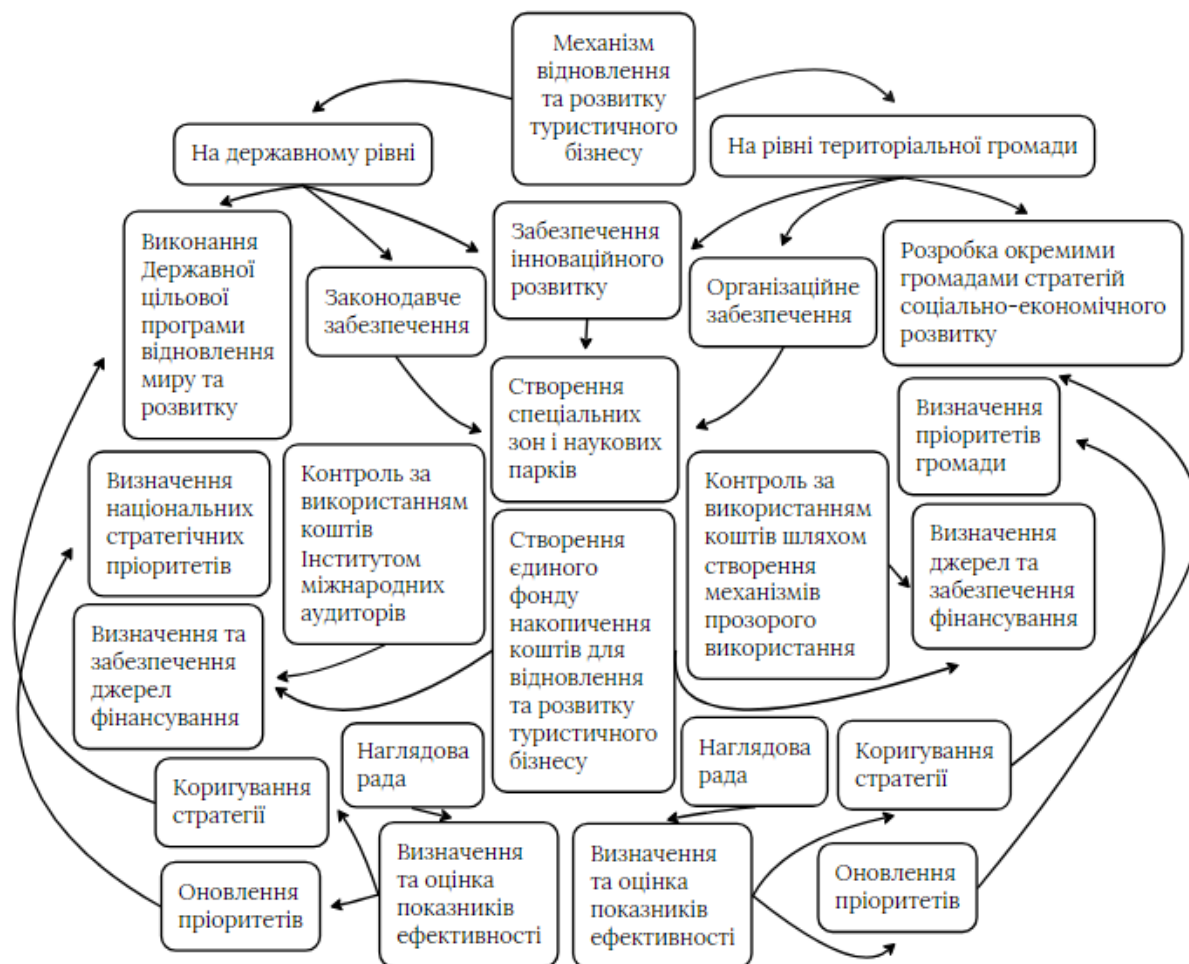 Механізм
відновлення
та розвитку
туристичного
бізнесу
На державному рівні
На рівні територіальної громади
Виконання
Державної
цільової
програми
відновлення
миру та
розвитку
Законодавче
забезпечення
Забезпечення
інноваційного
розвитку
Організаційне
забезпечення
Розробка окремими
громадами стратегій
соціально-економічного
розвитку
Створення
спеціальних
зон і наукових
парків
Визначення
пріоритетів
громади
Визначення
національних
стратегічних
пріоритетів
Контроль за
використанням
коштів
Інститутом
міжнародних
аудиторів
Створення
єдиного
фонду
накопичення
коштів для
відновлення
та розвитку
туристичного
бізнесу
Контроль за
використанням
коштів шляхом
створення
механізмів
прозорого
використання
Визначення
джерел та
забезпечення
фінансування
Визначення та
забезпечення
джерел
фінансування
Наглядова
рада
Наглядова
рада
Коригування
стратегії
Коригування
стратегії
Визначення
та оцінка
показників
ефективності
Визначення
та оцінка
показників
ефективності
Оновлення
пріоритетів
Оновлення
пріоритетів